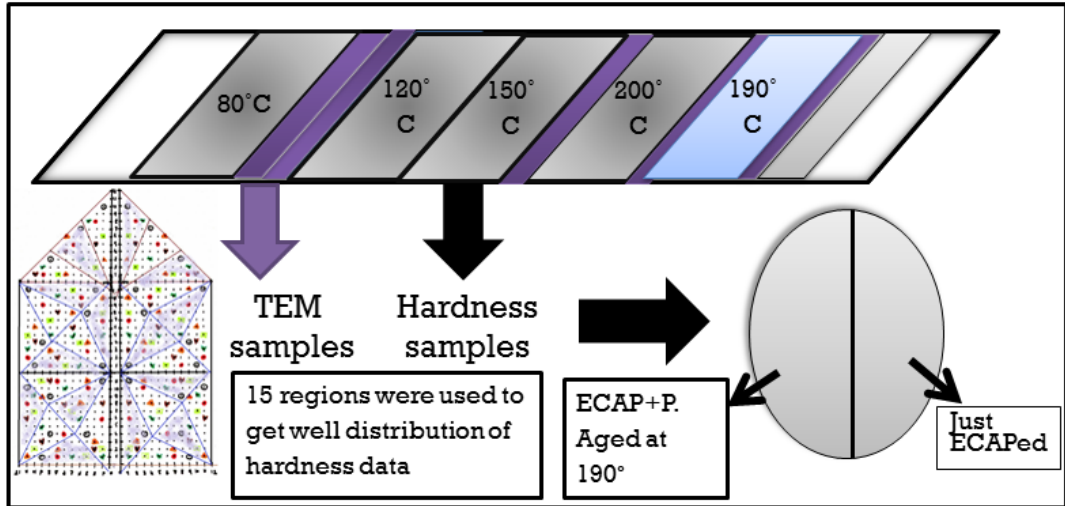 80°C
120°
C
150°
C
200°
C
190°
C
TEM
samples
Hardness
samples
15 regions were used to
get well distribution of
hardness data
ECAP+P.
Aged at
190°
Just
ECAPed